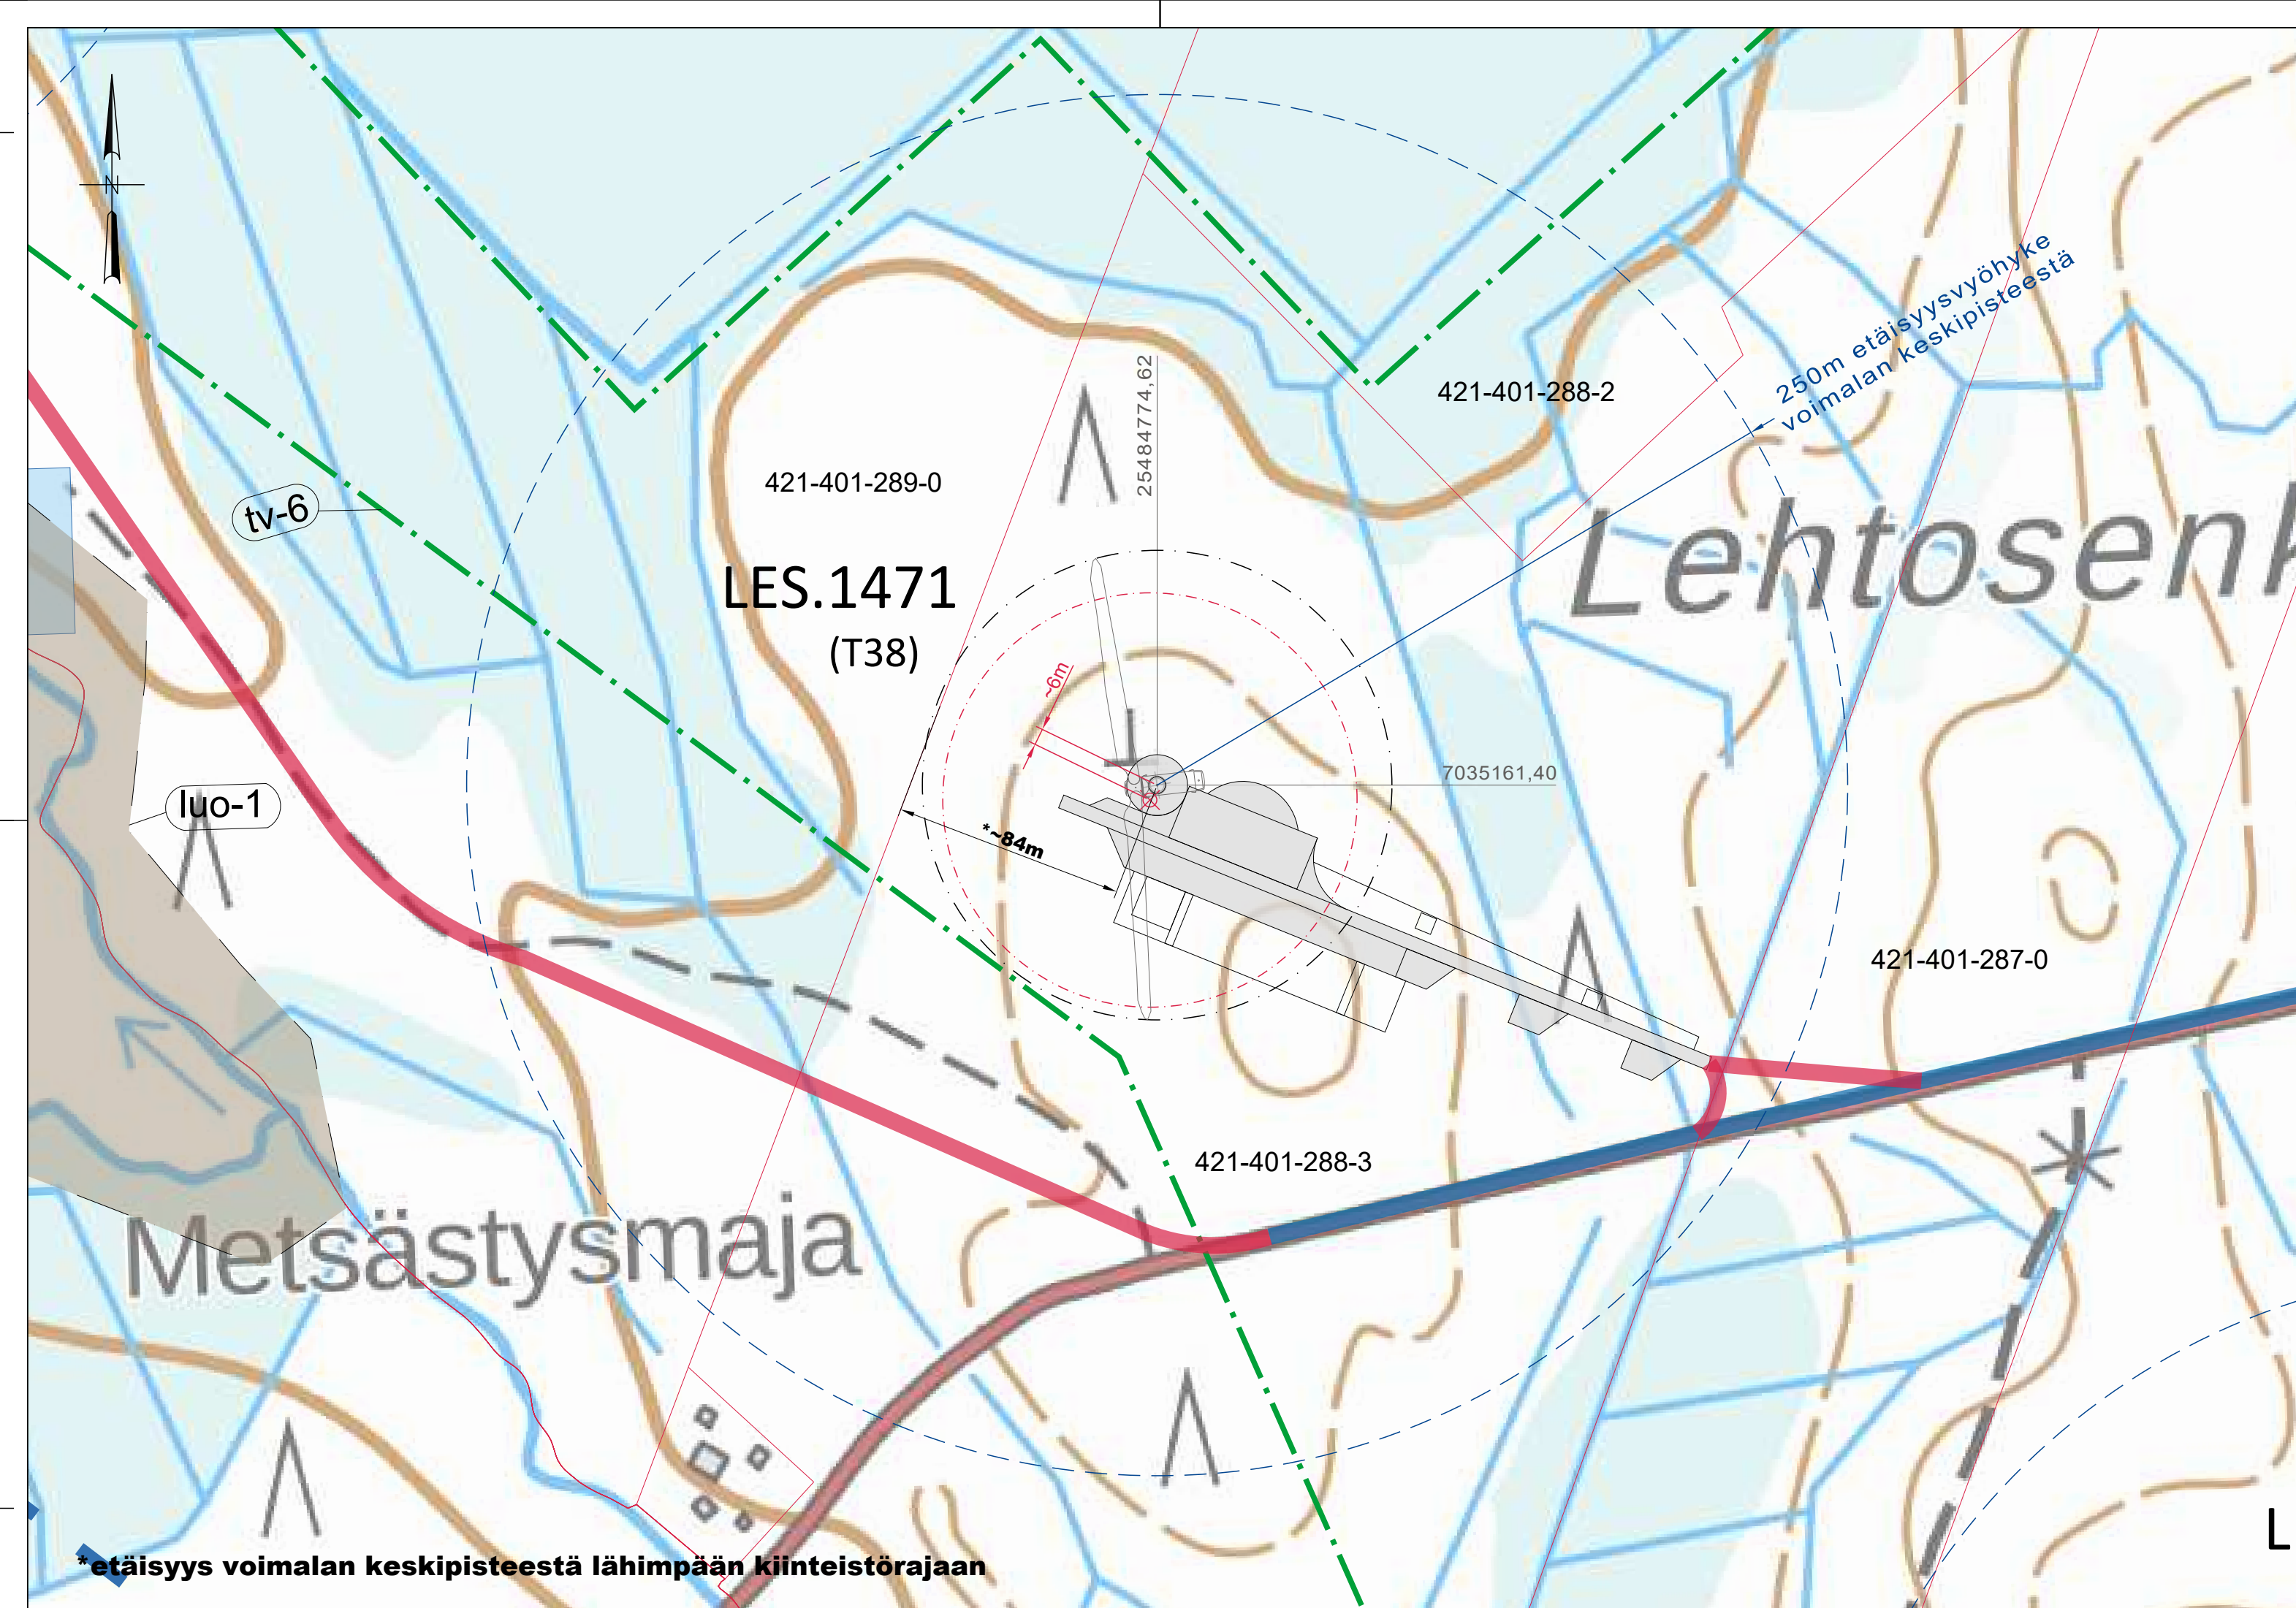 N
250m etäisyysvyöhyke
voimalan keskipisteestä
25484774,62
421-401-288-2
421-401-289-0
tv-6
Lehtosenk
LES.1471
(T38)
~6m
7035161,40
luo-1
*~84m
421-401-287-0
421-401-288-3
Metsästysmaja
L
*etäisyys voimalan keskipisteestä lähimpään kiinteistörajaan